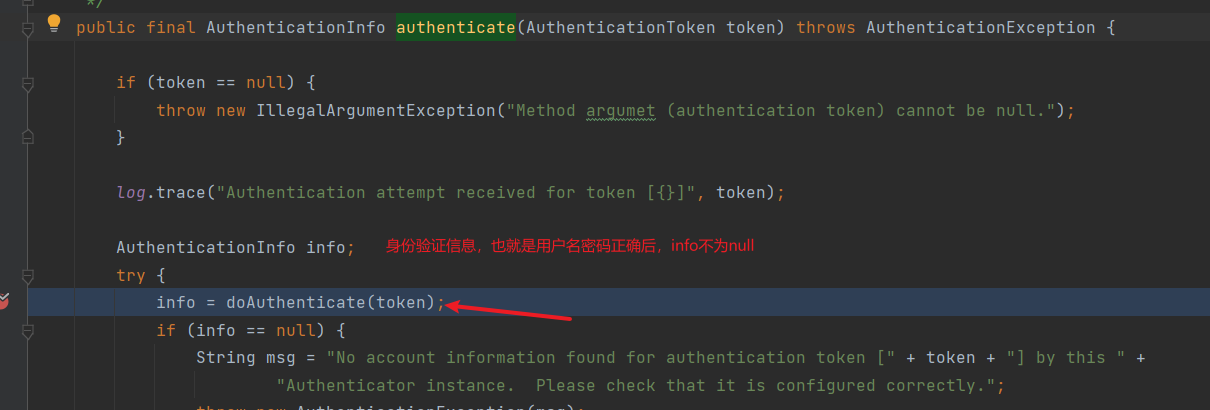 */
public final AuthenticationInfo authenticate(AuthenticationToken token) throws AuthenticationException {
if (token == null) {
throw new IllegalArgumentException("Method argumet (authentication token) cannot be null.");
}
log.trace("Authentication attempt received for token [{}]", token);
AuthenticationInfo info; 身份验证信息，也就是用户名密码正确后，info不为null
try {
info = doAuthenticate(token);
if (info == null) {
String msg = "No account information found for authentication token [" + token + "] by this " +
"Authenticator instance.  Please check that it is configured correctly.";
throw new AuthenticationException(msg);